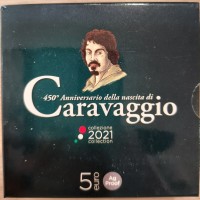 450° Anniversario della nascita di
Caravaggio
collezione
2021
collection
5 euro
Ag
Proof